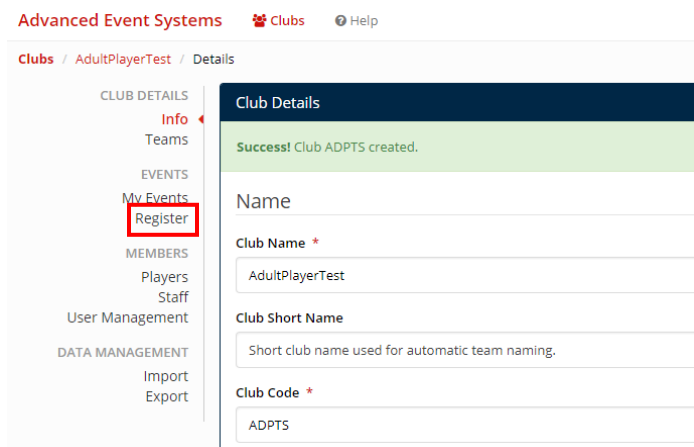 Advanced Event Systems Clubs Help
Clubs / AdultPlayerTest / Details
CLUB DETAILS
Info
Teams
EVENTS
My Events
Register
MEMBERS
Players
Staff
User Management
DATA MANAGEMENT
Import
Export
Club Details
Success! Club ADPTS created.
Name
Club Name *
AdultPlayerTest
Club Short Name
Short club name used for automatic team naming.
Club Code *
ADPTS